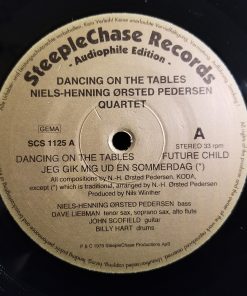 SteepleChase Records
- Audiophile Edition -
DANCING ON THE TABLES
NIELS-HENNING ØRSTED PEDERSEN
QUARTET
GEMA
A
SCS 1125 A
STEREO 33 rpm
DANCING ON THE TABLES FUTURE CHILD
JEG GIK MIG UD EN SOMMERDAG (*)
All compositions by N.-H. Ørsted Pedersen, KODA,
except (*) which is traditional, arranged by N.-H. Ørsted Pedersen
Produced by Nils Winther
NIELS-HENNING ØRSTED PEDERSEN bass
DAVE LIEBMAN tenor sax, soprano sax, alto flute
JOHN SCOFIELD guitar
BILLY HART drums
SteepleChase Productions ApS